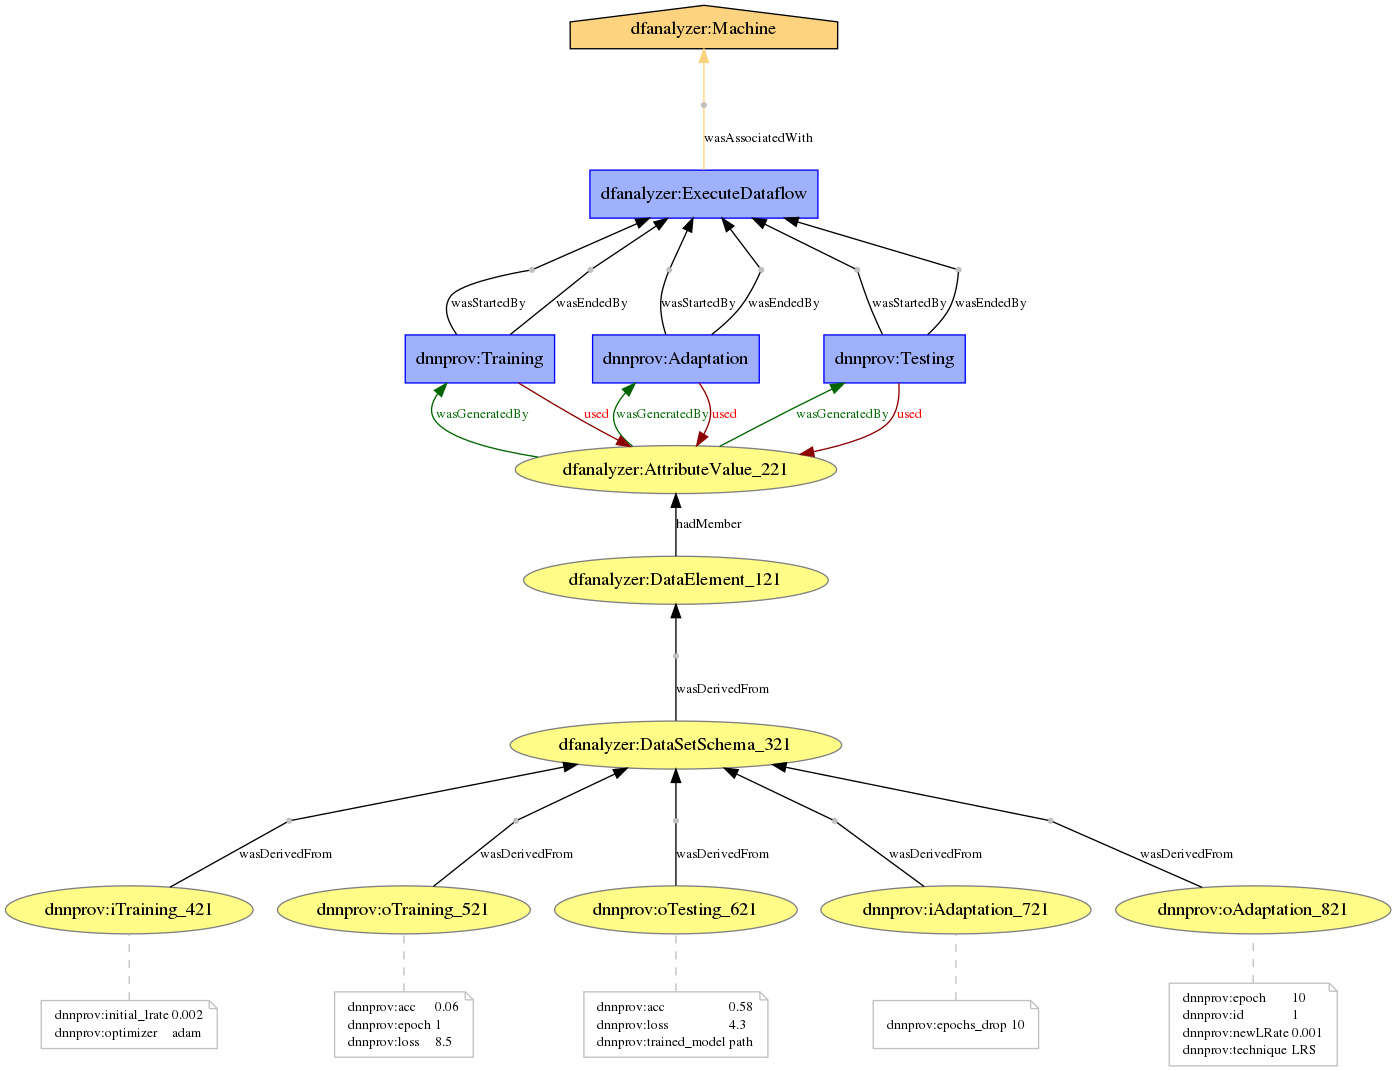 dfanalyzer:Machine
wasAssociatedWith
dfanalyzer:ExecuteDataflow
wasStartedBy wasEndedBy wasStartedBy wasEndedBy wasStartedBy wasEndedBy
dnnprov:Training dnnprov:Adaptation dnnprov:Testing
wasGeneratedBy used wasGeneratedBy used wasGeneratedBy used
dfanalyzer:AttributeValue_221
hadMember
dfanalyzer:DataElement_121
wasDerivedFrom
dfanalyzer:DataSetSchema_321
wasDerivedFrom wasDerivedFrom wasDerivedFrom wasDerivedFrom wasDerivedFrom
dnnprov:iTraining_421 dnnprov:oTraining_521 dnnprov:oTesting_621 dnnprov:iAdaptation_721 dnnprov:oAdaptation_821
dnnprov:initial_lrate 0.002
dnnprov:optimizer adam
dnnprov:acc 0.06
dnnprov:epoch 1
dnnprov:loss 8.5
dnnprov:acc 0.58
dnnprov:loss 4.3
dnnprov:trained_model path
dnnprov:epochs_drop 10
dnnprov:epoch 10
dnnprov:id 1
dnnprov:newLRate 0.001
dnnprov:technique LRS